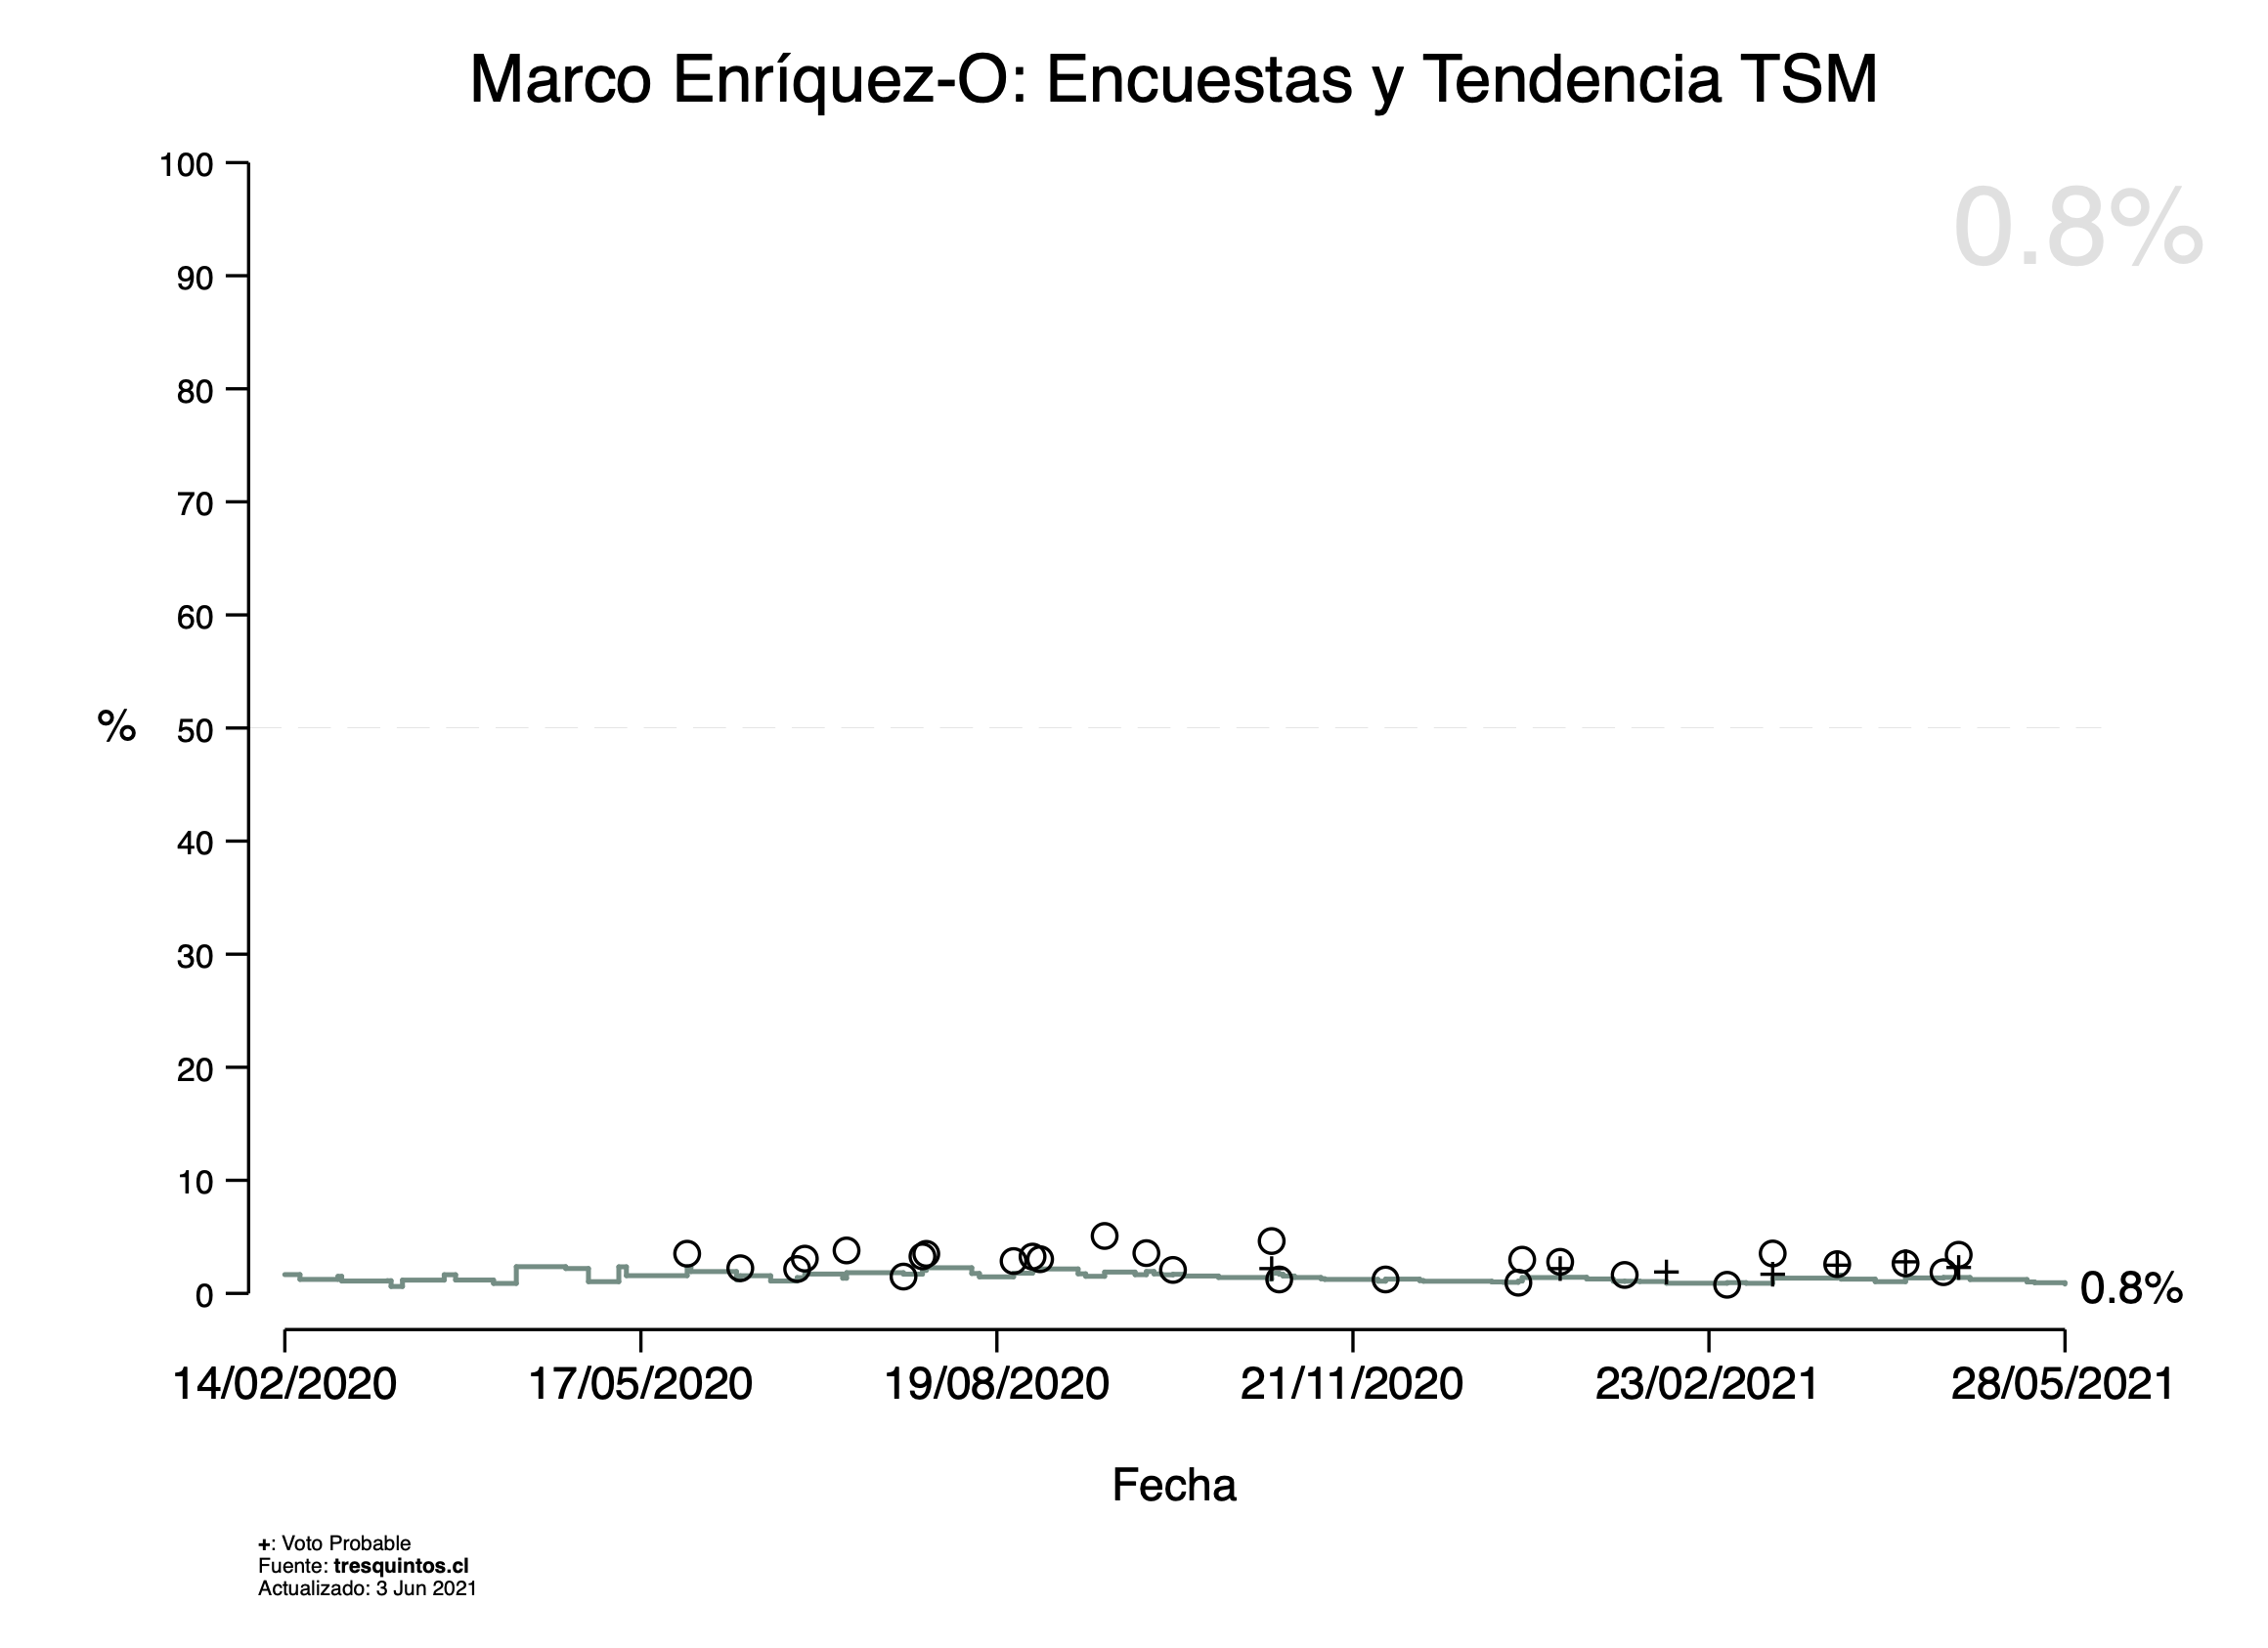 Marco Enríquez-O: Encuestas y Tendencia TSM
0.8%
100
90
80
70
60
% 50
40
30
20
10
0
0.8%
14/02/2020 17/05/2020 19/08/2020 21/11/2020 23/02/2021 28/05/2021
Fecha
+: Voto Probable
Fuente: tresquintos.cl
Actualizado: 3 Jun 2021